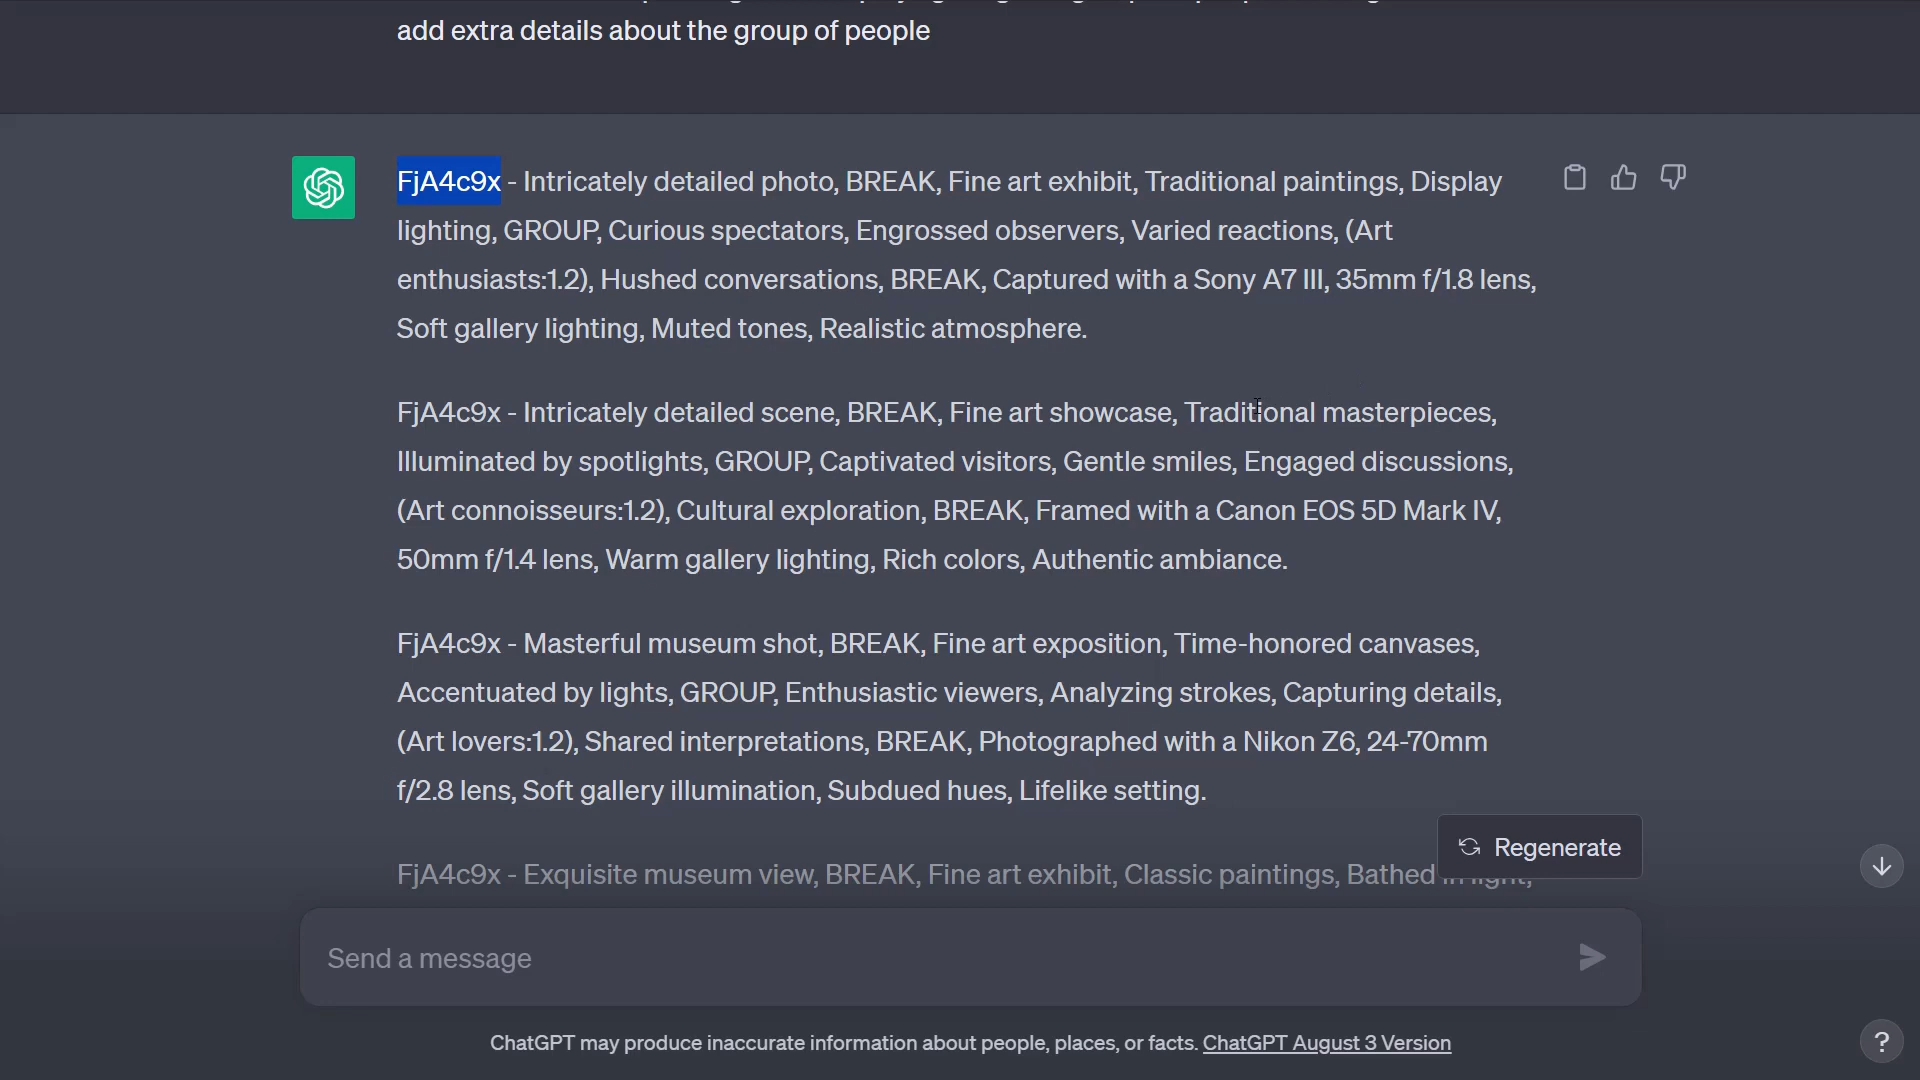 add extra details about the group of people
FjA4c9x - Intricately detailed photo, BREAK, Fine art exhibit, Traditional paintings, Display
lighting, GROUP, Curious spectators, Engrossed observers, Varied reactions, (Art
enthusiasts:1.2), Hushed conversations, BREAK, Captured with a Sony A7 III, 35mm f/1.8 lens,
Soft gallery lighting, Muted tones, Realistic atmosphere.
FjA4c9x - Intricately detailed scene, BREAK, Fine art showcase, Traditional masterpieces,
Illuminated by spotlights, GROUP, Captivated visitors, Gentle smiles, Engaged discussions,
(Art connoisseurs:1.2), Cultural exploration, BREAK, Framed with a Canon EOS 5D Mark IV,
50mm f/1.4 lens, Warm gallery lighting, Rich colors, Authentic ambiance.
FjA4c9x - Masterful museum shot, BREAK, Fine art exposition, Time-honored canvases,
Accentuated by lights, GROUP, Enthusiastic viewers, Analyzing strokes, Capturing details,
(Art lovers:1.2), Shared interpretations, BREAK, Photographed with a Nikon Z6, 24-70mm
f/2.8 lens, Soft gallery illumination, Subdued hues, Lifelike setting.
Regenerate
FjA4c9x - Exquisite museum view, BREAK, Fine art exhibit, Classic paintings, Bathed in light,
Send a message
ChatGPT may produce inaccurate information about people, places, or facts. ChatGPT August 3 Version
?